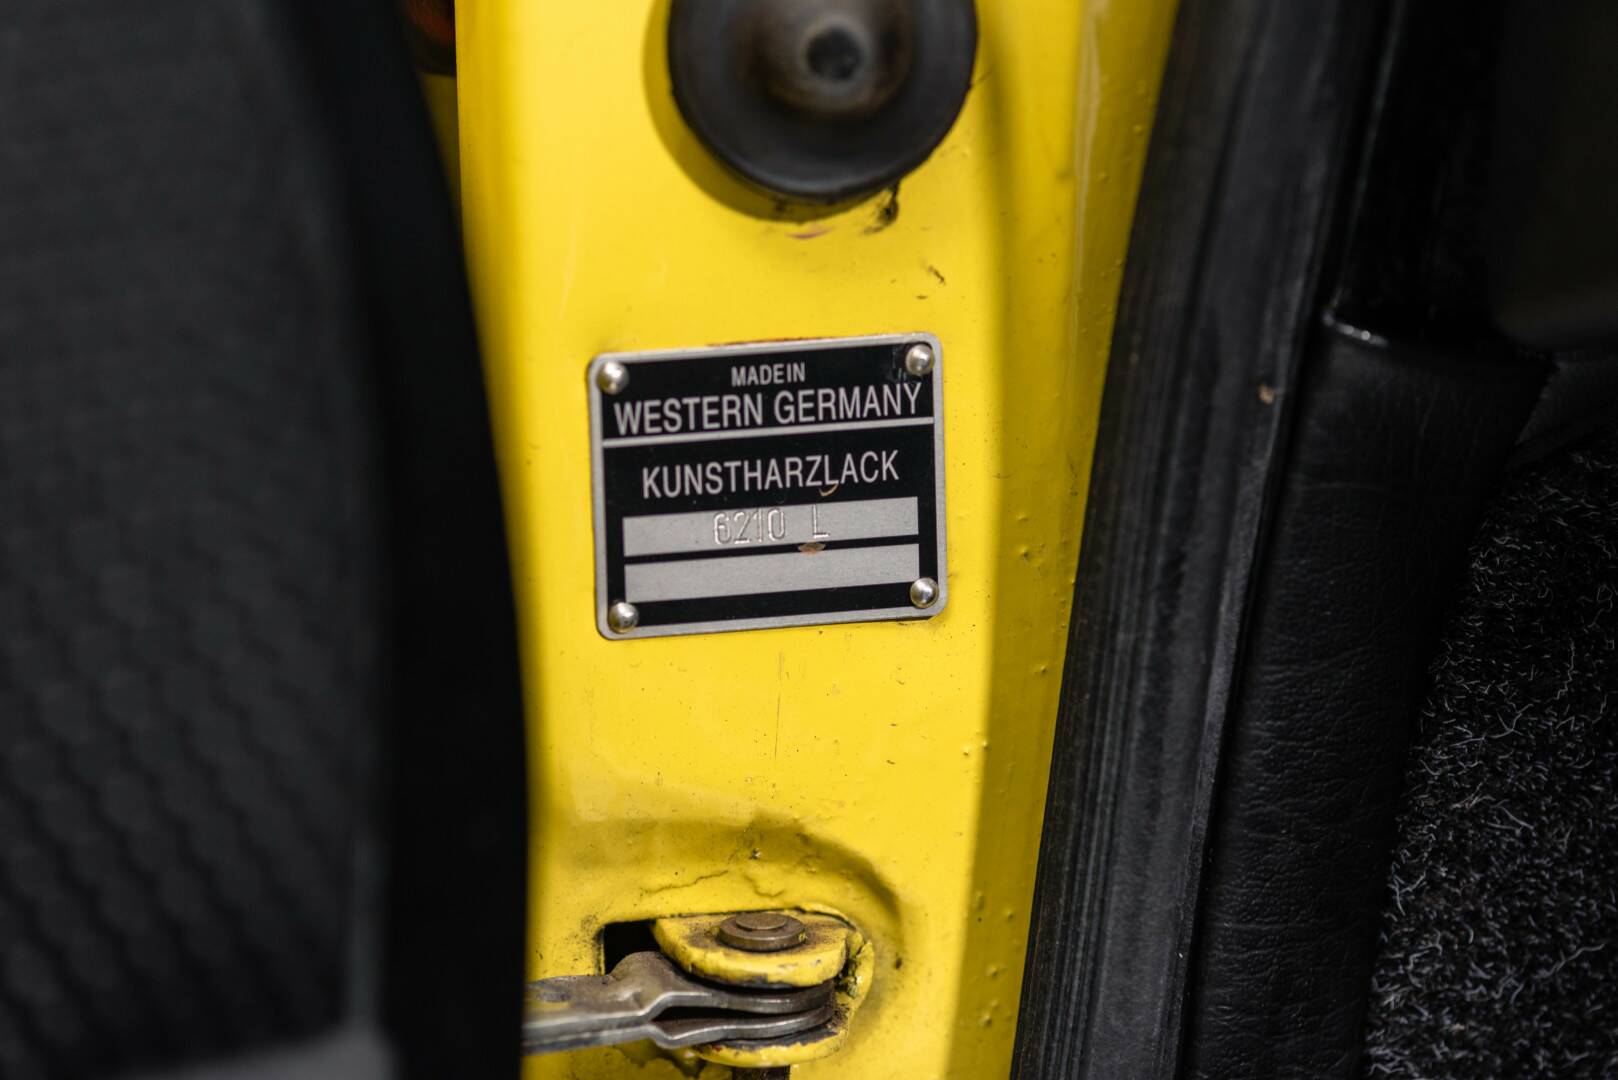 MADE IN
WESTERN GERMANY
KUNSTHARZLACK
6210 L